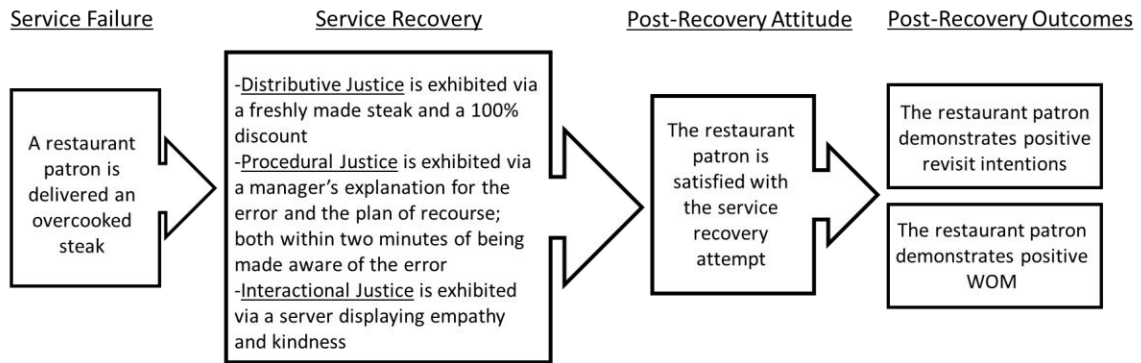 Service Failure
Service Recovery
Post-Recovery Attitude
Post-Recovery Outcomes
A restaurant
patron is
delivered an
overcooked
steak
-Distributive Justice is exhibited via
a freshly made steak and a 100%
discount
-Procedural Justice is exhibited via
a manager's explanation for the
error and the plan of recourse;
both within two minutes of being
made aware of the error
-Interactional Justice is exhibited
via a server displaying empathy
and kindness
The restaurant
patron is
satisfied with
the service
recovery
attempt
The restaurant patron
demonstrates positive
revisit intentions
The restaurant patron
demonstrates positive
WOM